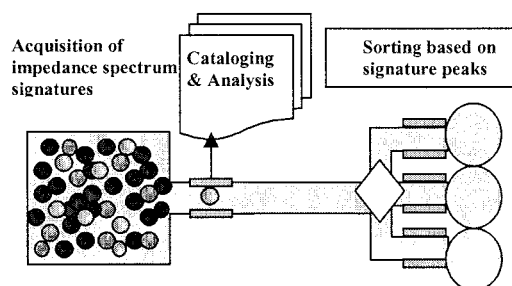 Acquisition of
impedance spectrum
signatures
Cataloging
& Analysis
Sorting based on
signature peaks